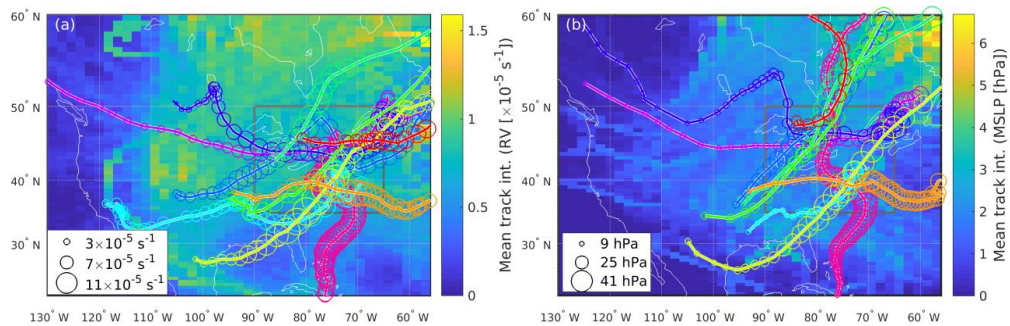 (a)
60° N
50° N
40° N
30° N
130° W 120° W 110° W 100° W 90° W 80° W 70° W 60° W
3×10⁻⁵ s⁻¹
7×10⁻⁵ s⁻¹
11×10⁻⁵ s⁻¹
1.5
1
0.5
0
Mean track int. (RV [×10⁻⁵ s⁻¹])
(b)
60° N
50° N
40° N
30° N
130° W 120° W 110° W 100° W 90° W 80° W 70° W 60° W
9 hPa
25 hPa
41 hPa
6
5
4
3
2
1
0
Mean track int. (MSLP [hPa])